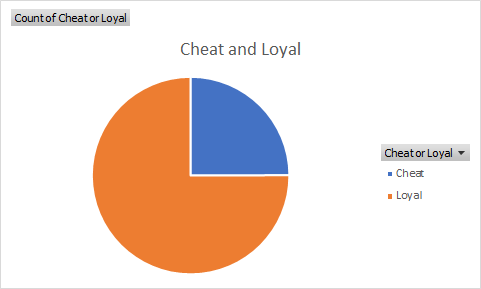 Count of Cheat or Loyal
Cheat and Loyal
Cheat or Loyal
Cheat
Loyal